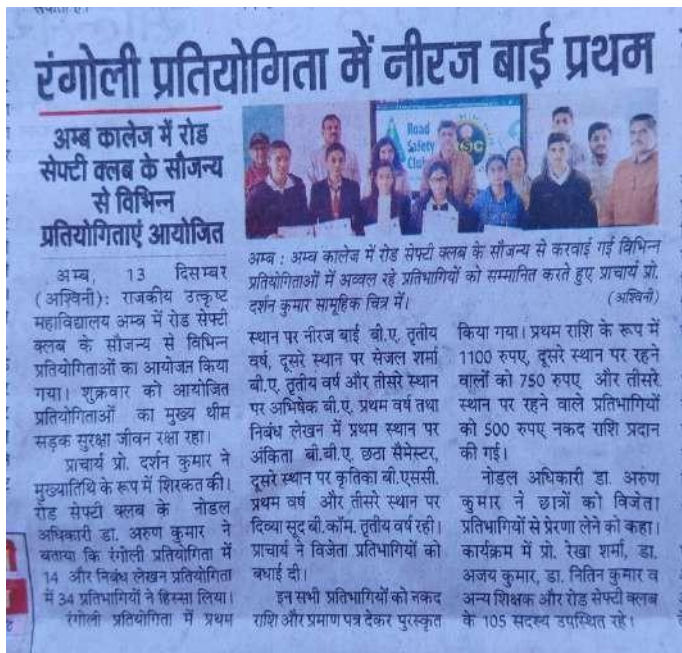 रंगोली प्रतियोगिता में नीरज बाई प्रथम
अम्ब कालेज में रोड
सेफ्टी क्लब के सौजन्य
से विभिन्न
प्रतियोगिताएं आयोजित
Road
Safety
Club
अम्ब : अम्ब कालेज में रोड सेफ्टी क्लब के सौजन्य से करवाई गई विभिन्न
प्रतियोगिताओं में अव्वल रहे प्रतिभागियों को सम्मानित करते हुए प्राचार्य प्रो.
दर्शन कुमार सामूहिक चित्र में।
(अश्विनी)
अम्ब, 13 दिसम्बर
(अश्विनी): राजकीय उत्कृष्ट
महाविद्यालय अम्ब में रोड सेफ्टी
क्लब के सौजन्य से विभिन्न
प्रतियोगिताओं का आयोजन किया
गया। शुक्रवार को आयोजित
प्रतियोगिताओं का मुख्य थीम
सड़क सुरक्षा जीवन रक्षा रहा।
प्राचार्य प्रो. दर्शन कुमार ने
मुख्यातिथि के रूप में शिरकत की।
रोड सेफ्टी क्लब के नोडल
अधिकारी डा. अरुण कुमार ने
बताया कि रंगोली प्रतियोगिता में
14 और निबंध लेखन प्रतियोगिता
में 34 प्रतिभागियों ने हिस्सा लिया।
रंगोली प्रतियोगिता में प्रथम
स्थान पर नीरज बाई बी.ए. तृतीय
वर्ष, दूसरे स्थान पर सेजल शर्मा
बी.ए. तृतीय वर्ष और तीसरे स्थान
पर अभिषेक बी.ए. प्रथम वर्ष तथा
निबंध लेखन में प्रथम स्थान पर
अंकिता बी.बी.ए. छठा सैमेस्टर,
दूसरे स्थान पर कृतिका बी.एससी.
प्रथम वर्ष और तीसरे स्थान पर
दिव्या सूद बी.कॉम. तृतीय वर्ष रही।
प्राचार्य ने विजेता प्रतिभागियों को
बधाई दी।
इन सभी प्रतिभागियों को नकद
राशि और प्रमाण पत्र देकर पुरस्कृत
किया गया। प्रथम राशि के रूप में
1100 रुपए, दूसरे स्थान पर रहने
वालों को 750 रुपए और तीसरे
स्थान पर रहने वाले प्रतिभागियों
को 500 रुपए नकद राशि प्रदान
की गई।
नोडल अधिकारी डा. अरुण
कुमार ने छात्रों को विजेता
प्रतिभागियों से प्रेरणा लेने को कहा।
कार्यक्रम में प्रो. रेखा शर्मा, डा.
अजय कुमार, डा. नितिन कुमार व
अन्य शिक्षक और रोड सेफ्टी क्लब
के 105 सदस्य उपस्थित रहे।